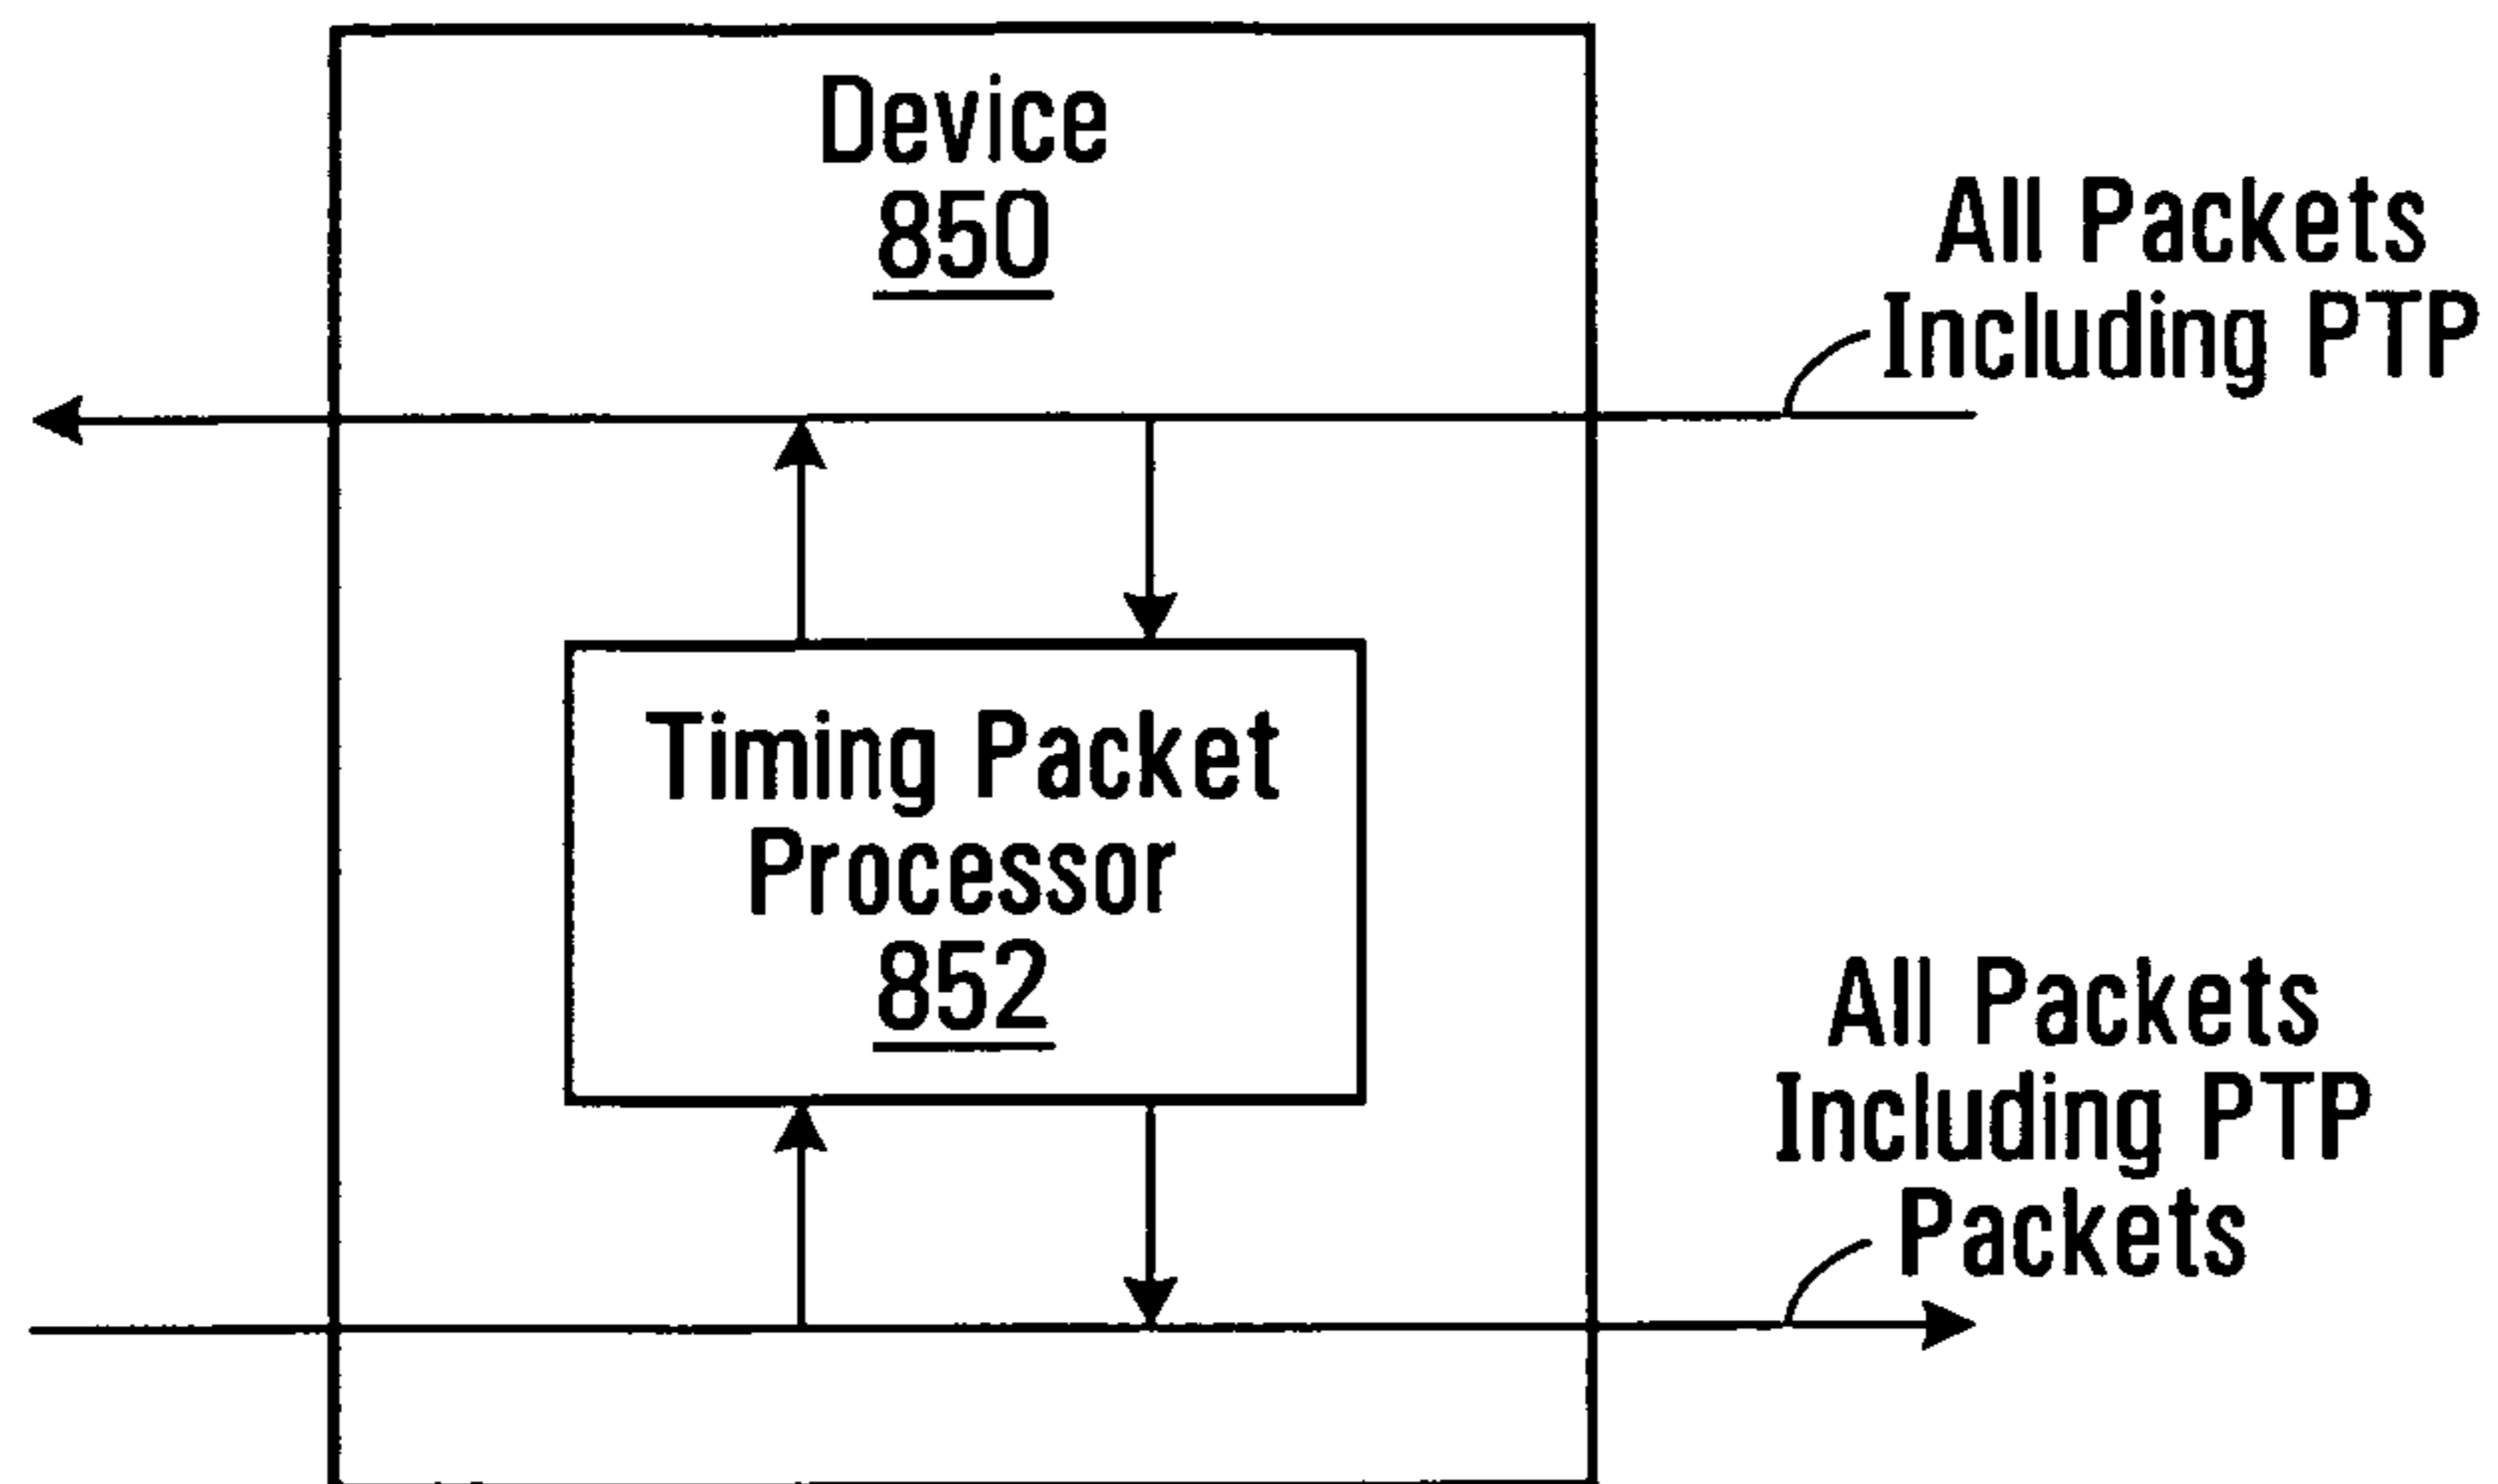 Device
850
All Packets
Including PTP
Timing Packet
Processor
852
All Packets
Including PTP
Packets